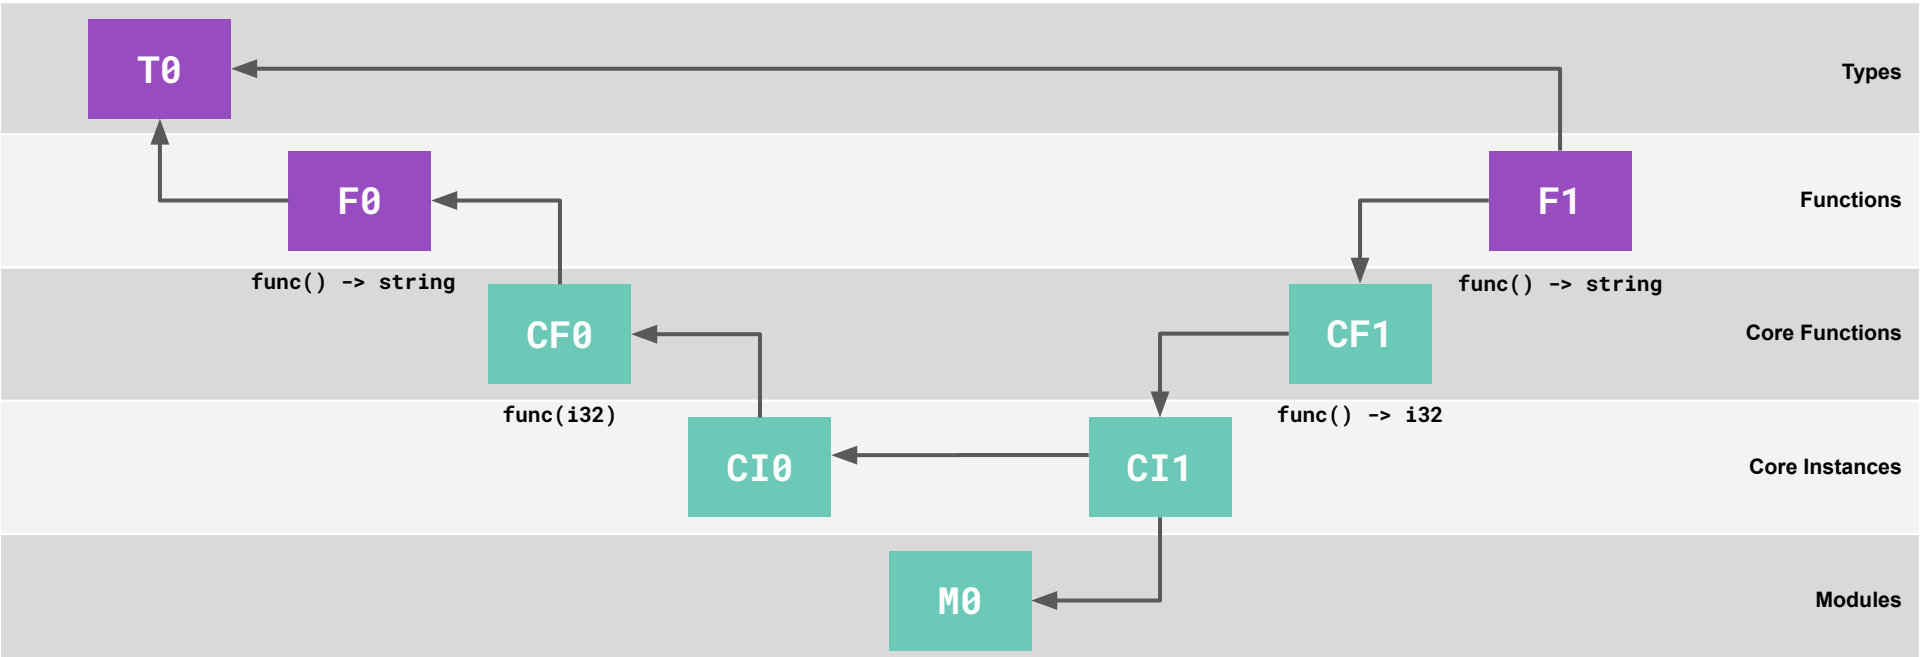 T0
Types
F0
F1
Functions
func() -> string
func() -> string
CF0
CF1
Core Functions
func(i32)
func() -> i32
CI0
CI1
Core Instances
M0
Modules